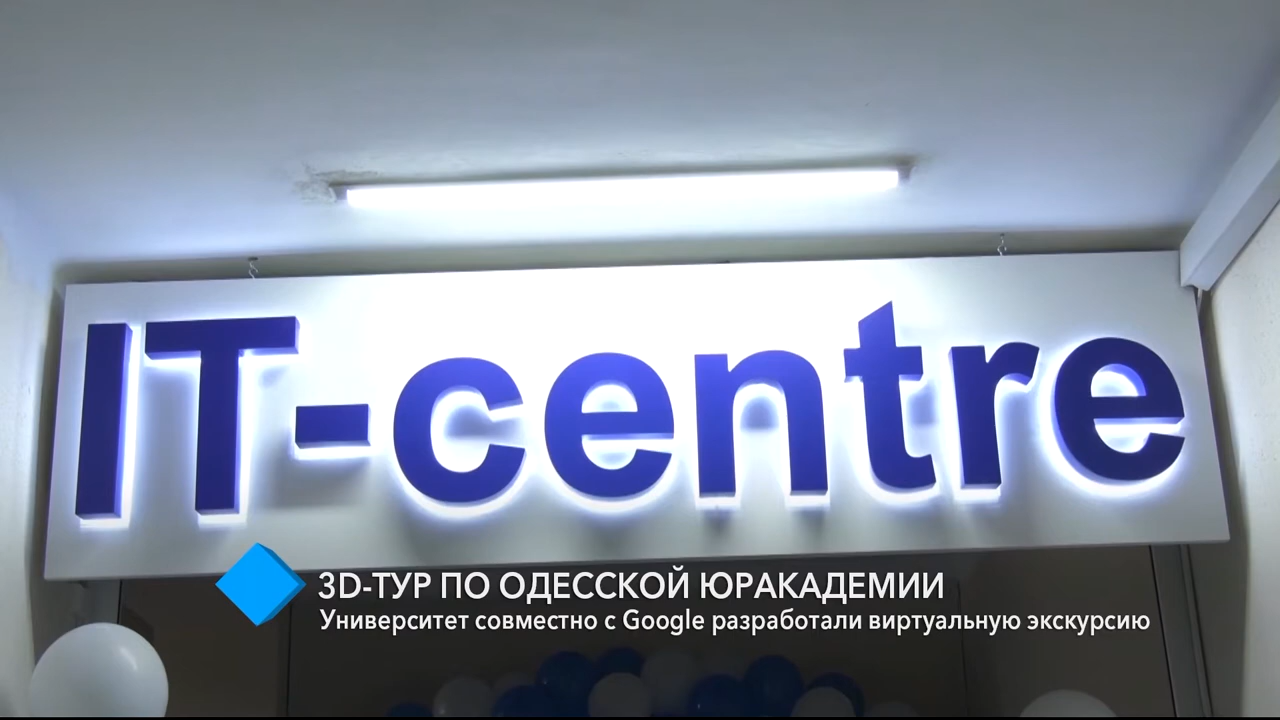 IT-centre
3D-ТУР ПО ОДЕССКОЙ ЮРАКАДЕМИИ
Университет совместно с Google разработали виртуальную экскурсию